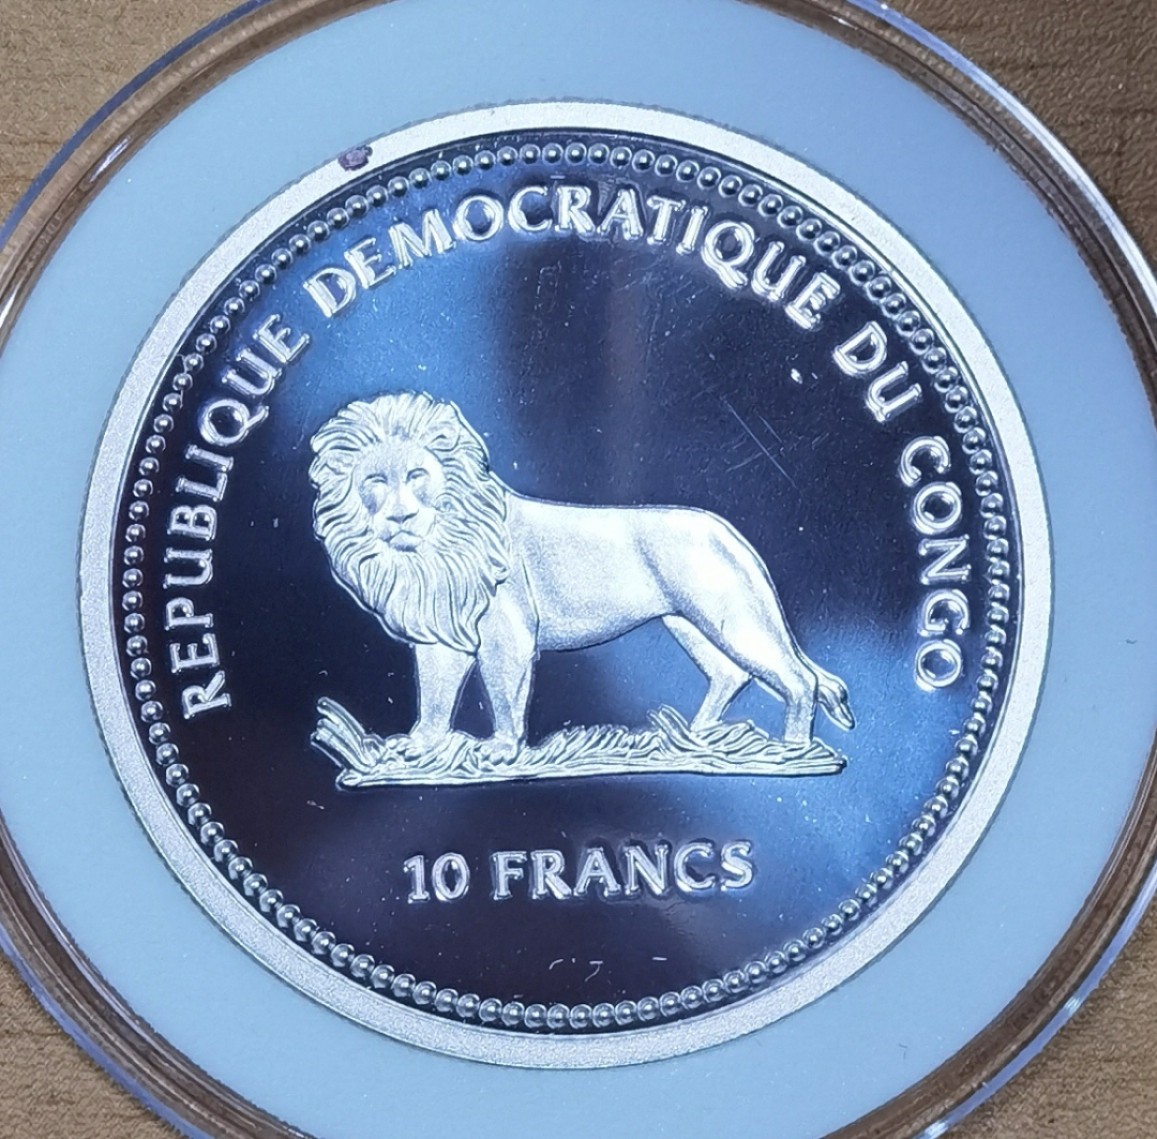 REPUBLIQUE DEMOCRATIQUE DU CONGO
10 FRANCS